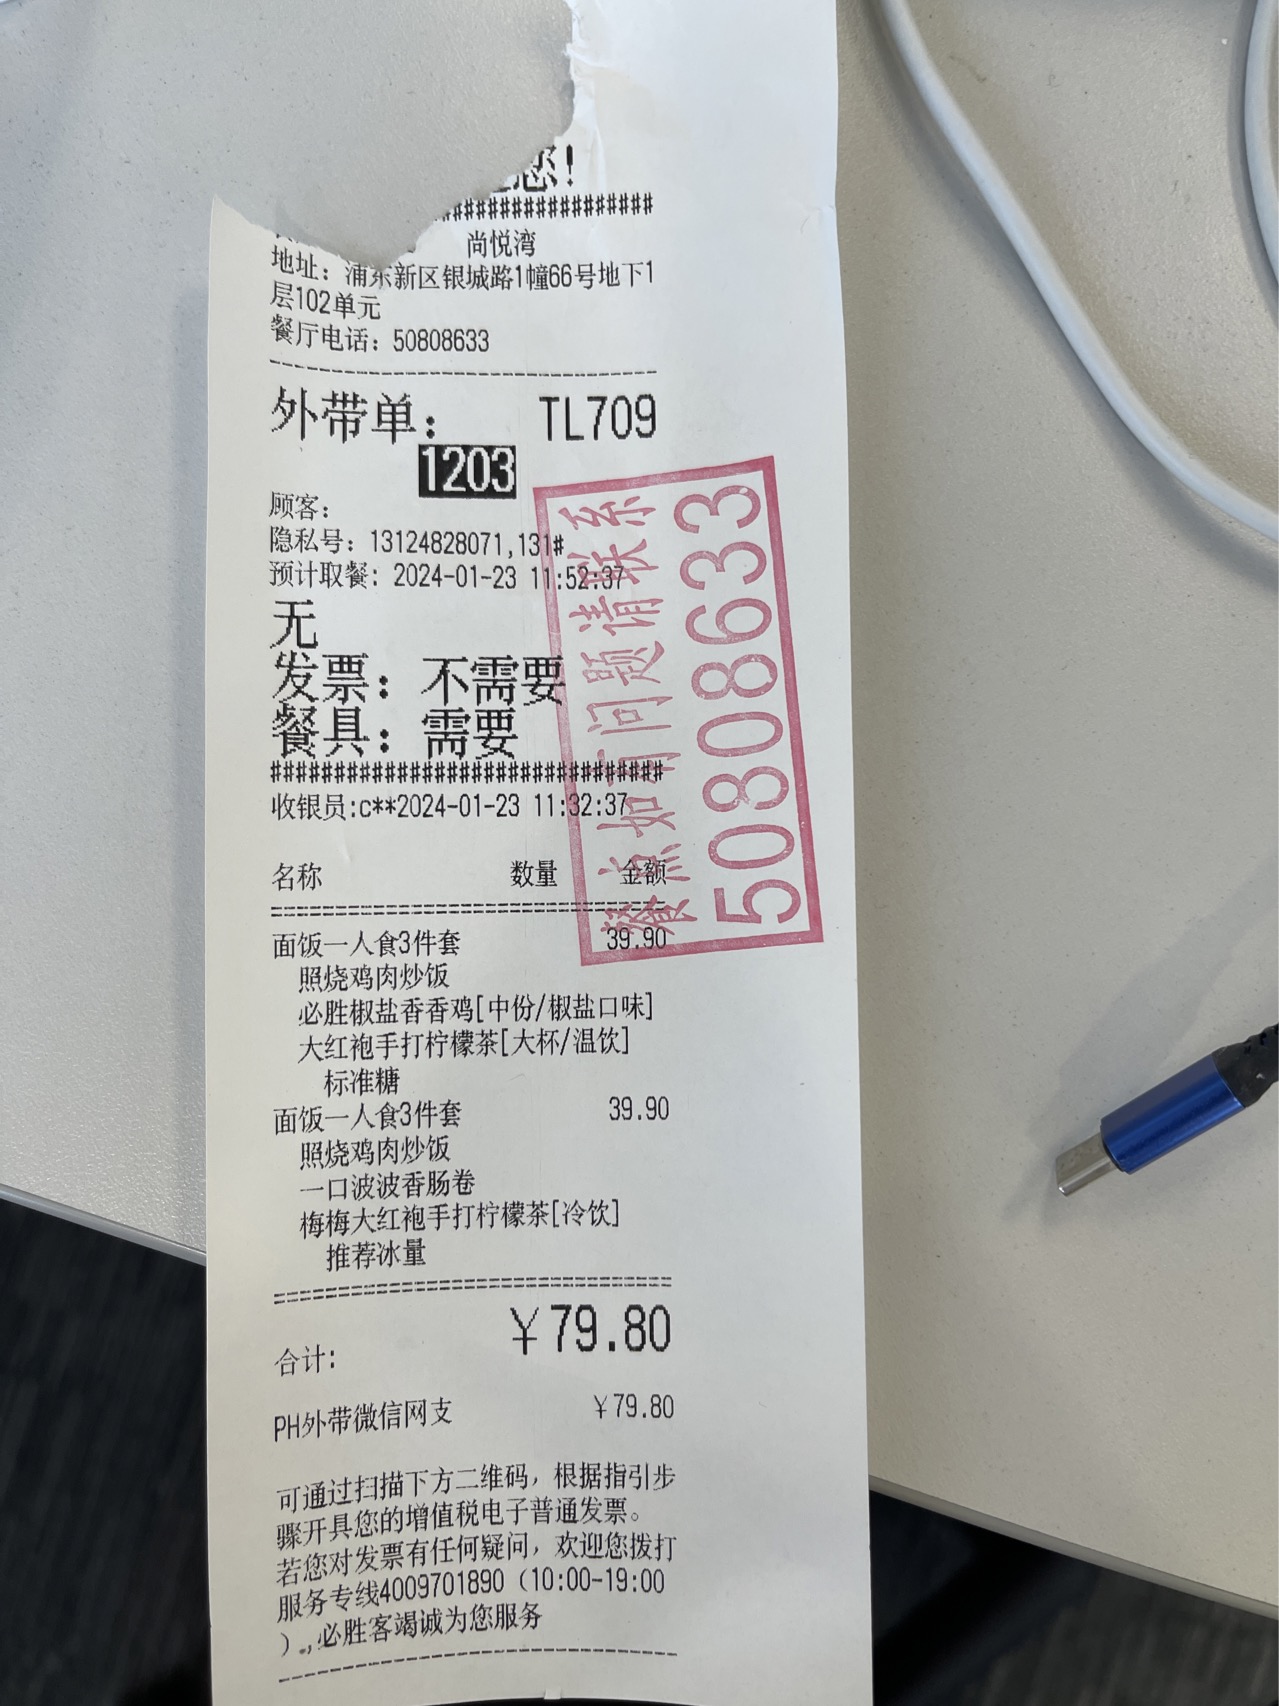 您!
###################
尚悦湾
地址：浦东新区银城路1幢66号地下1
层102单元
餐厅电话：50808633
外带单：TL709
1203
顾客：
隐私号：13124828071,131#
预计取餐：2024-01-23 11:52:37
无
发票：不需要
餐具：需要
################################
收银员:c**2024-01-23 11:32:37
名称 数量 金额
面饭一人食3件套 39.90
照烧鸡肉炒饭
必胜椒盐香香鸡[中份/椒盐口味]
大红袍手打柠檬茶[大杯/温饮]
标准糖
面饭一人食3件套 39.90
照烧鸡肉炒饭
一口波波香肠卷
梅梅大红袍手打柠檬茶[冷饮]
推荐冰量
合计: ￥79.80
PH外带微信网支 ￥79.80
可通过扫描下方二维码，根据指引步
骤开具您的增值税电子普通发票。
若您对发票有任何疑问，欢迎您拨打
服务专线4009701890（10:00-19:00
）,必胜客竭诚为您服务
餐点如有问题请联系
50808633